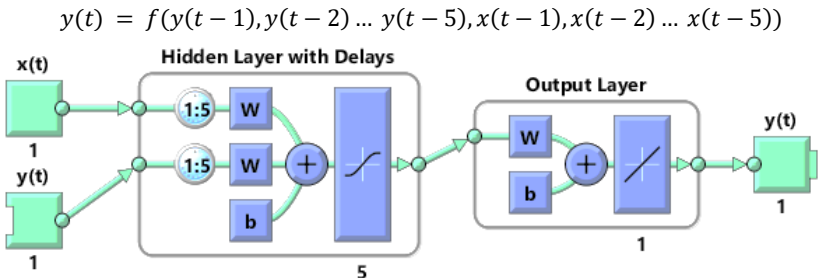 y(t) = f(y(t − 1), y(t − 2) … y(t − 5), x(t − 1), x(t − 2) … x(t − 5))
Hidden Layer with Delays
x(t)
1
y(t)
1
1:5
W
1:5
W
b
+
5
Output Layer
W
b
+
1
y(t)
1